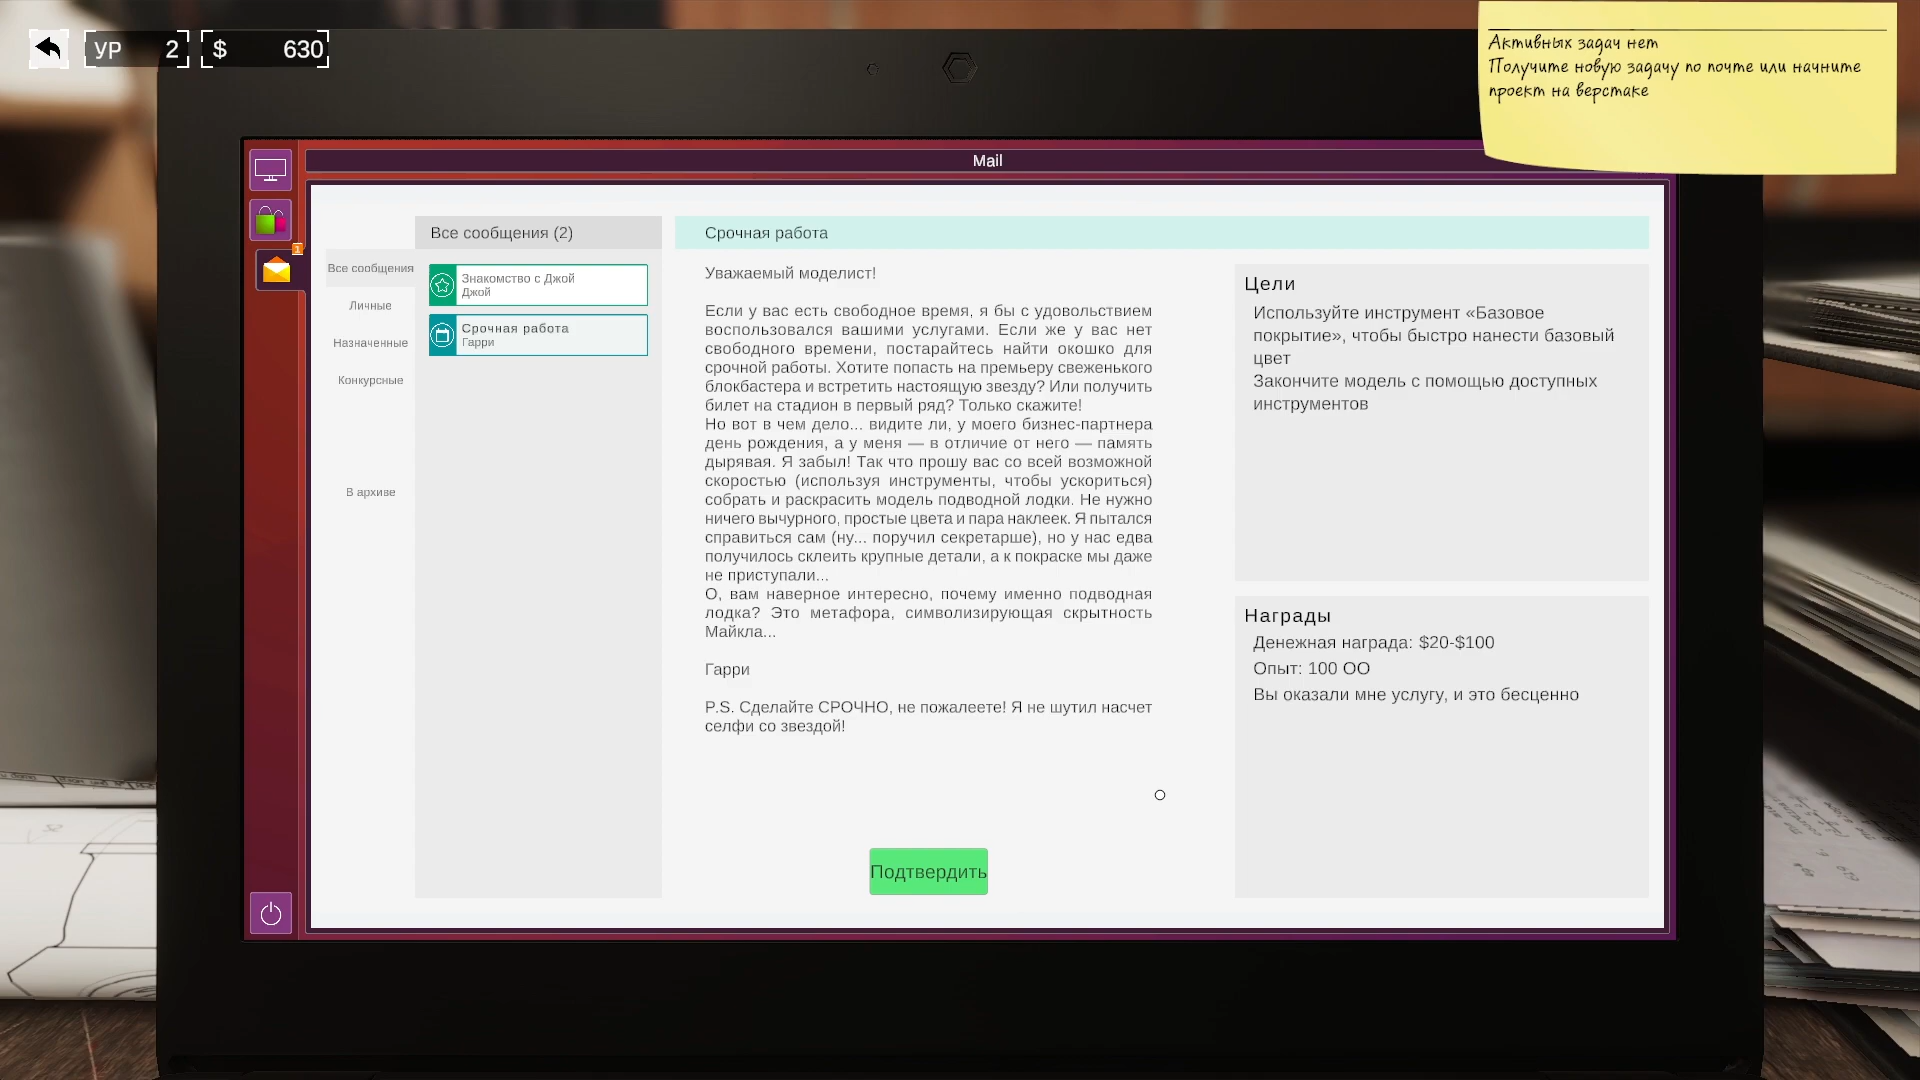 УР 2 $ 630
Активных задач нет
Получите новую задачу по почте или начните
проект на верстаке
Mail
1
Все сообщения (2)
Все сообщения
Личные
Назначенные
Конкурсные
В архиве
Знакомство с Джой
Джой
Срочная работа
Гарри
Срочная работа
Уважаемый моделист!
Если у вас есть свободное время, я бы с удовольствием
воспользовался вашими услугами. Если же у вас нет
свободного времени, постарайтесь найти окошко для
срочной работы. Хотите попасть на премьеру свеженького
блокбастера и встретить настоящую звезду? Или получить
билет на стадион в первый ряд? Только скажите!
Но вот в чем дело... видите ли, у моего бизнес-партнера
день рождения, а у меня — в отличие от него — память
дырявая. Я забыл! Так что прошу вас со всей возможной
скоростью (используя инструменты, чтобы ускориться)
собрать и раскрасить модель подводной лодки. Не нужно
ничего вычурного, простые цвета и пара наклеек. Я пытался
справиться сам (ну... поручил секретарше), но у нас едва
получилось склеить крупные детали, а к покраске мы даже
не приступали...
О, вам наверное интересно, почему именно подводная
лодка? Это метафора, символизирующая скрытность
Майкла...
Гарри
P.S. Сделайте СРОЧНО, не пожалеете! Я не шутил насчет
селфи со звездой!
Подтвердить
Цели
Используйте инструмент «Базовое
покрытие», чтобы быстро нанести базовый
цвет
Закончите модель с помощью доступных
инструментов
Награды
Денежная награда: $20-$100
Опыт: 100 ОО
Вы оказали мне услугу, и это бесценно